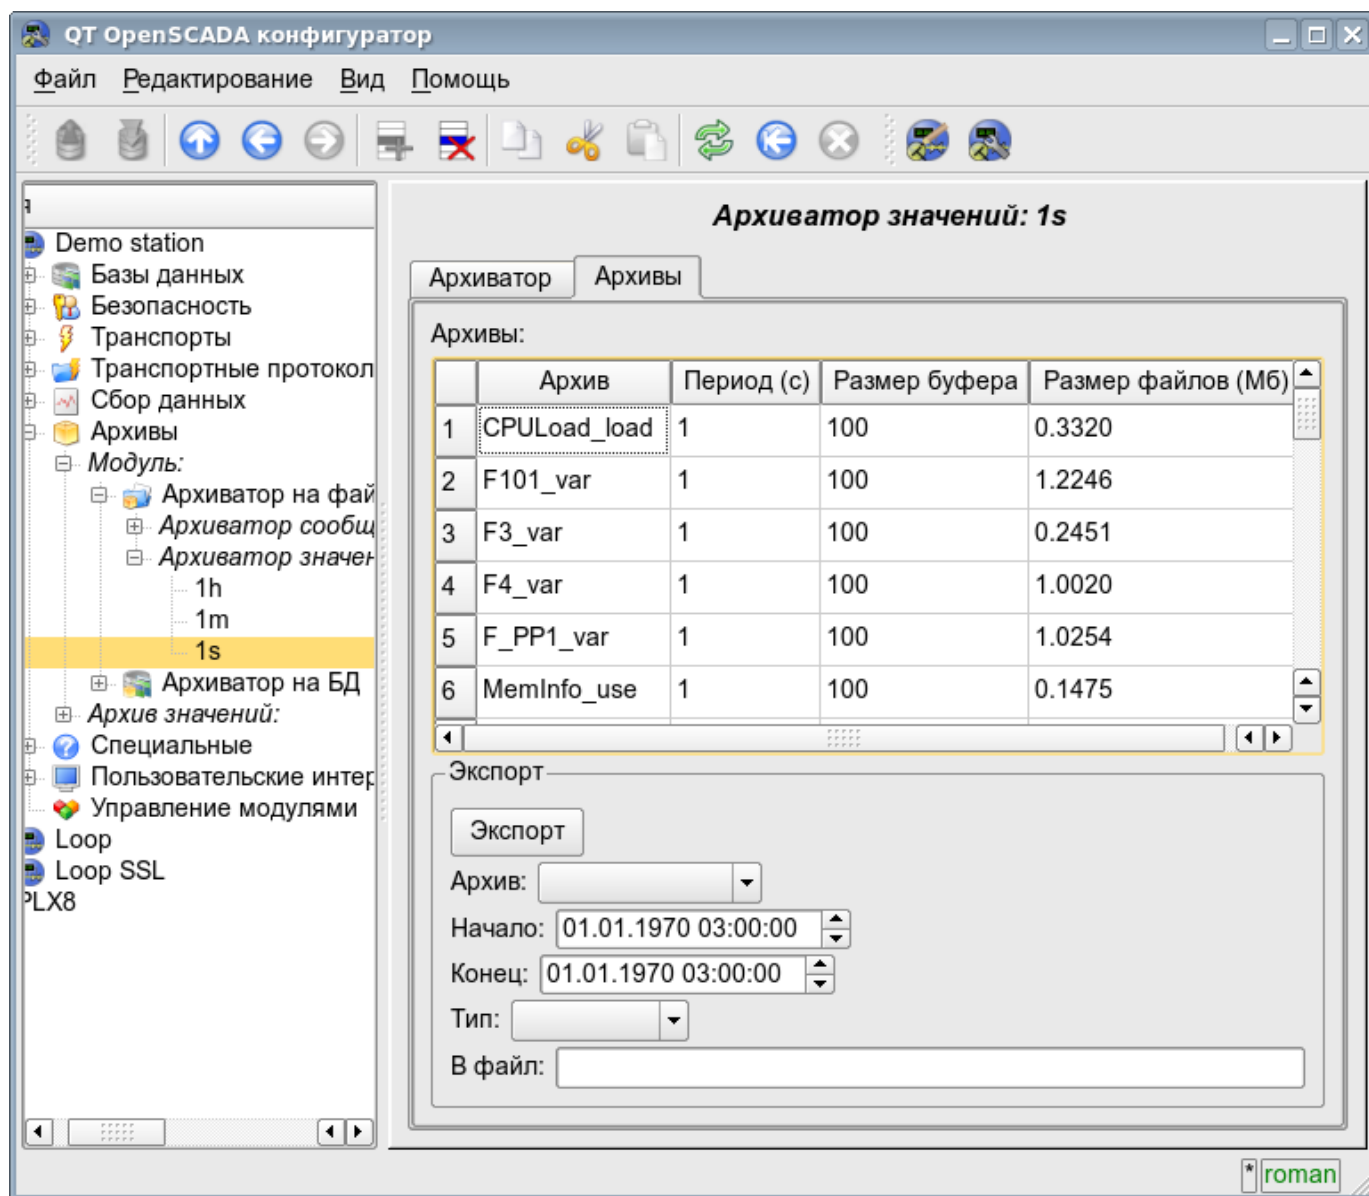 QT OpenSCADA конфигуратор
Файл Редактирование Вид Помощь
я
Demo station
Базы данных
Безопасность
Транспорты
Транспортные протокол
Сбор данных
Архивы
Модуль:
Архиватор на фай
Архиватор сообщ
Архиватор значен
1h
1m
1s
Архиватор на БД
Архив значений:
Специальные
Пользовательские интер
Управление модулями
Loop
Loop SSL
PLX8
Архиватор значений: 1s
Архиватор Архивы
Архивы:
Архив Период (с) Размер буфера Размер файлов (Мб)
1 CPULoad_load 1 100 0.3320
2 F101_var 1 100 1.2246
3 F3_var 1 100 0.2451
4 F4_var 1 100 1.0020
5 F_PP1_var 1 100 1.0254
6 MemInfo_use 1 100 0.1475
Экспорт
Экспорт
Архив:
Начало: 01.01.1970 03:00:00
Конец: 01.01.1970 03:00:00
Тип:
В файл:
* roman